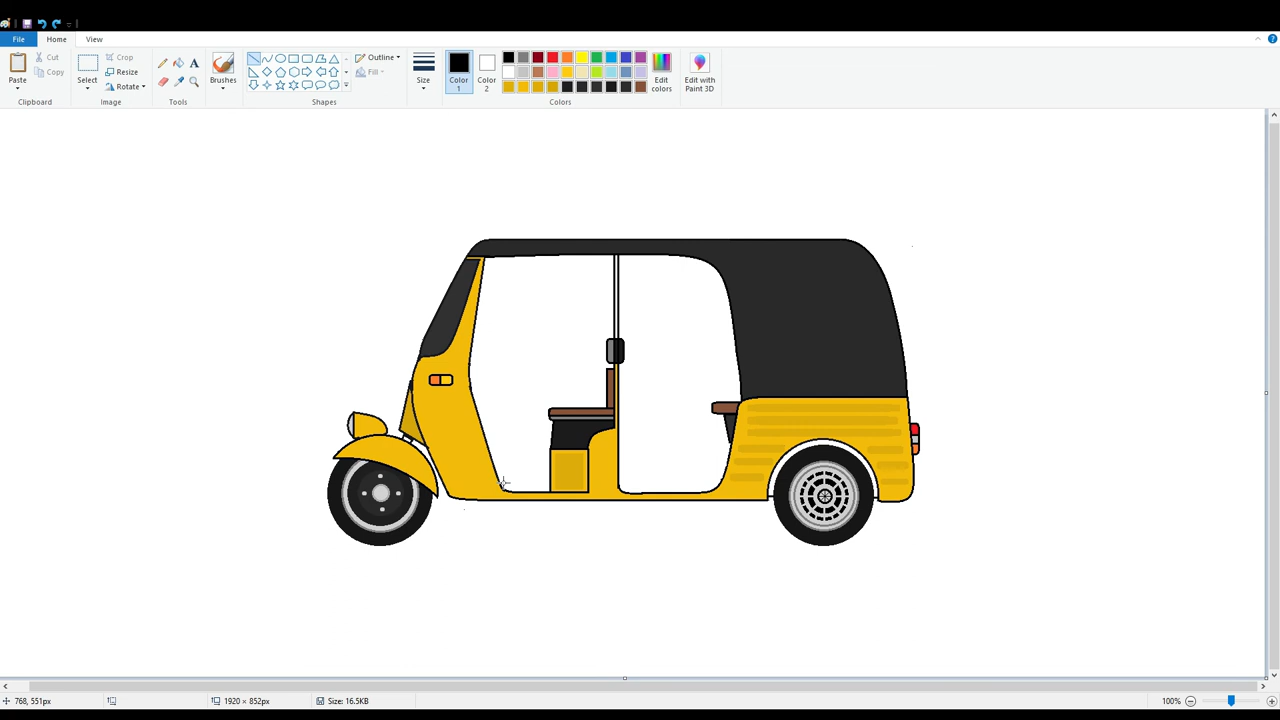 File Home View
Paste
Cut
Copy
Clipboard
Select
Crop
Resize
Rotate
Image
Tools
Brushes
Shapes
Outline
Fill
Size
Color 1
Color 2
Colors
Edit colors
Edit with Paint 3D
768, 551px
1920 × 852px
Size: 16.5KB
100%